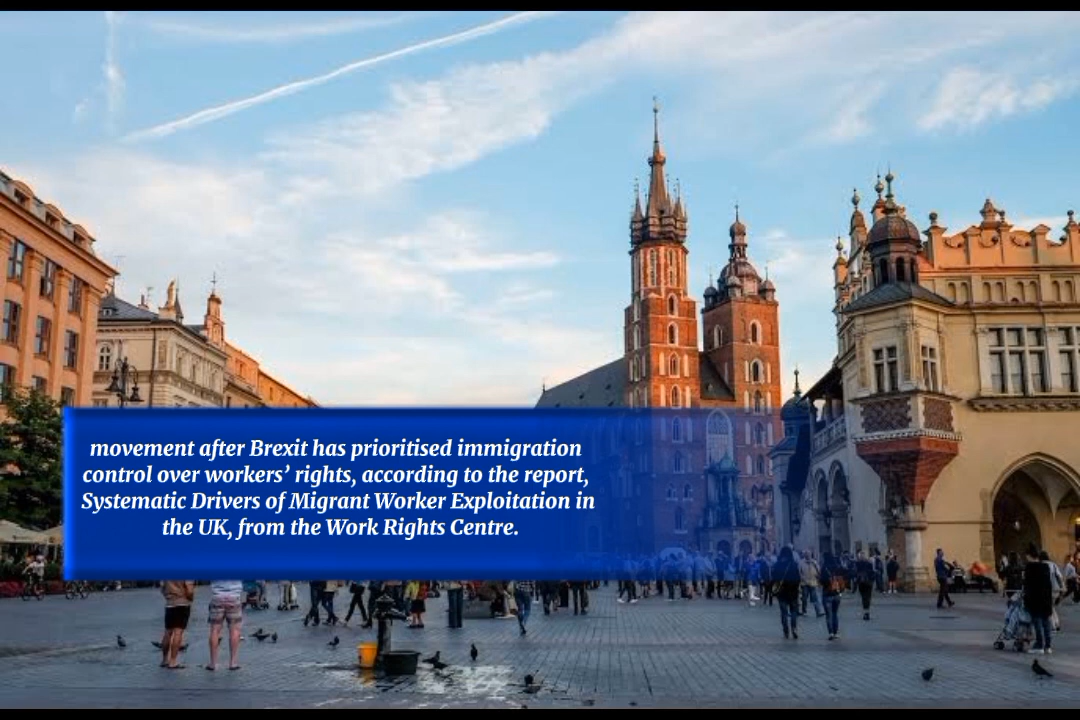 movement after Brexit has prioritised immigration
control over workers’ rights, according to the report,
Systematic Drivers of Migrant Worker Exploitation in
the UK, from the Work Rights Centre.